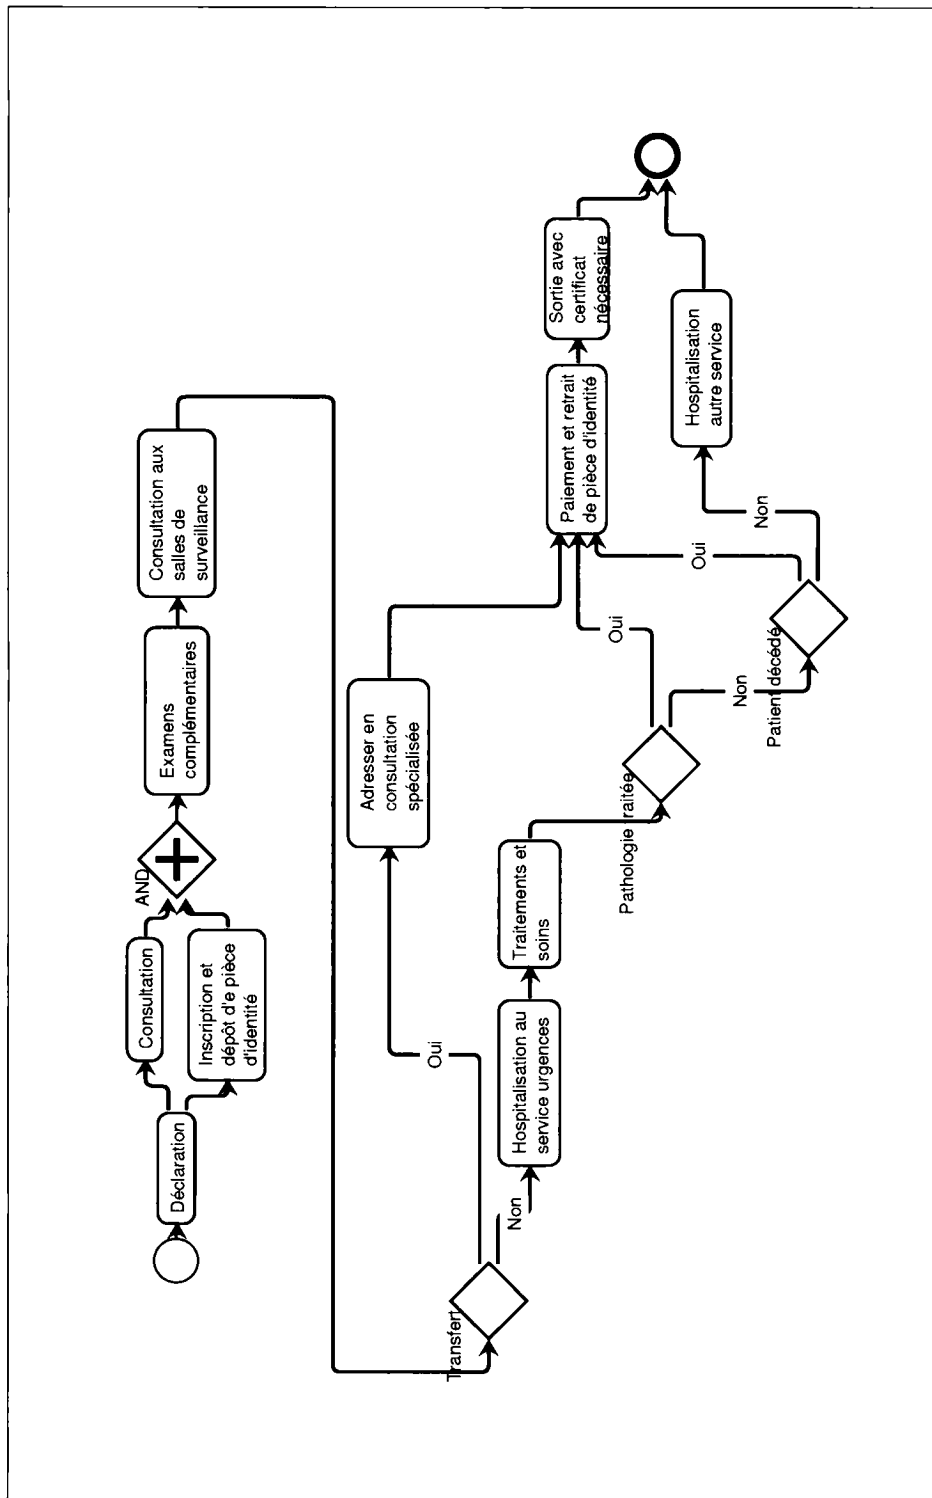 Déclaration
Consultation
Inscription et
dépôt d'e pièce
d'identité
AND
Examens
complémentaires
Consultation aux
salles de
surveillance
Transfert
Oui
Adresser en
consultation
spécialisée
Non
Hospitalisation au
service urgences
Traitements et
soins
Pathologie traitée
Oui
Non
Patient décédé
Oui
Non
Paiement et retrait
de pièce d'identité
Sortie avec
certificat
nécessaire
Hospitalisation
autre service